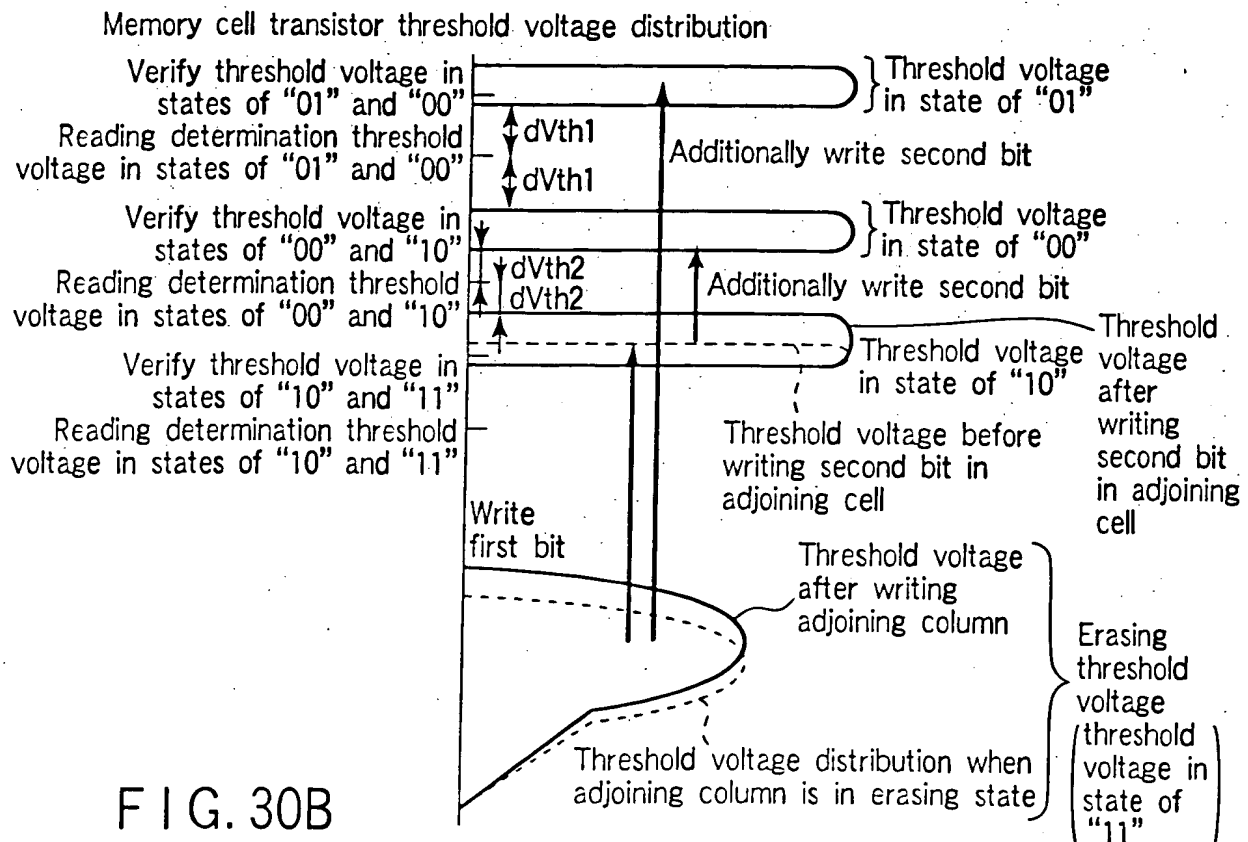 Memory cell transistor threshold voltage distribution
Verify threshold voltage in
states of “01” and “00”
Reading determination threshold
voltage in states of “01” and “00”
Verify threshold voltage in
states of “00” and “10”
Reading determination threshold
voltage in states of “00” and “10”
Verify threshold voltage in
states of “10” and “11”
Reading determination threshold
voltage in states of “10” and “11”
dVth1
dVth1
dVth2
dVth2
Threshold voltage
in state of “01”
Additionally write second bit
Threshold voltage
in state of “00”
Additionally write second bit
Threshold voltage
in state of “10”
Threshold
voltage
after
writing
second bit
in adjoining
cell
Threshold voltage before
writing second bit in
adjoining cell
Write
first bit
Threshold voltage
after writing
adjoining column
Threshold voltage distribution when
adjoining column is in erasing state
Erasing
threshold
voltage
threshold
voltage in
state of
“11”
FIG. 30B